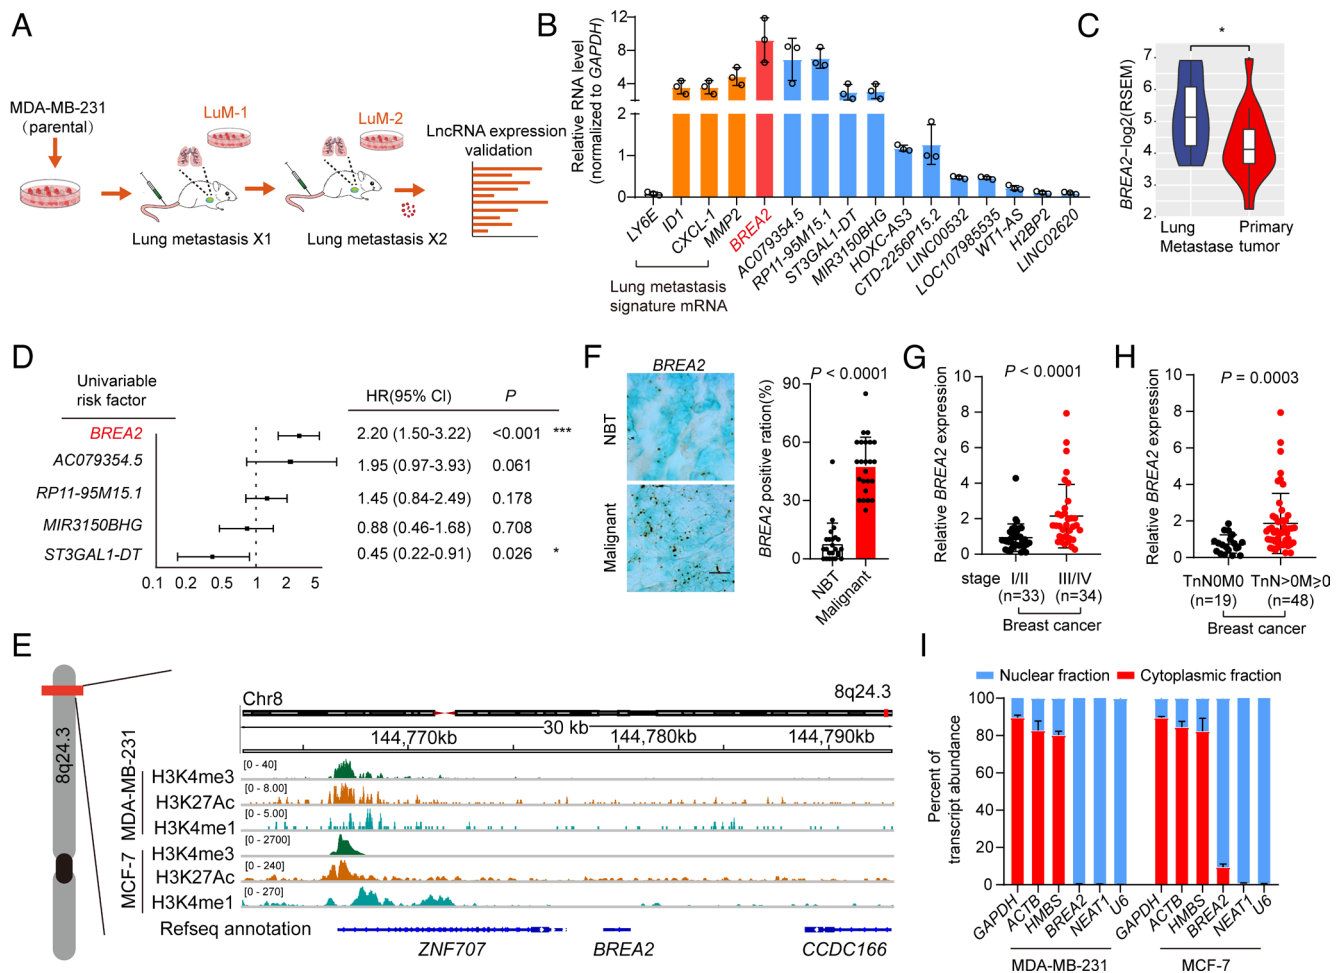 A
MDA-MB-231
(parental)
LuM-1
LuM-2
LncRNA expression
validation
Lung metastasis X1
Lung metastasis X2
B
Relative RNA level
(normalized to GAPDH)
12
8
4
2
1
0
LY6E
ID1
CXCL-1
MMP2
BREA2
AC079354.5
RP11-95M15.1
ST3GAL1-DT
MIR3150BHG
HOXC-AS3
CTD-2256P15.2
LINC00532
LOC107985535
WT1-AS
H2BP2
LINC02620
Lung metastasis
signature mRNA
C
BREA2-log2(RSEM)
*
7
6
5
4
3
2
Lung
Metastase
Primary
tumor
D
Univariable
risk factor
HR(95% CI) P
BREA2 2.20 (1.50-3.22) <0.001 ***
AC079354.5 1.95 (0.97-3.93) 0.061
RP11-95M15.1 1.45 (0.84-2.49) 0.178
MIR3150BHG 0.88 (0.46-1.68) 0.708
ST3GAL1-DT 0.45 (0.22-0.91) 0.026 *
0.1 0.2 0.5 1 2 5
F
BREA2
NBT
Malignant
BREA2 positive ration(%)
P < 0.0001
90
60
30
0
NBT
Malignant
G
Relative BREA2 expression
P < 0.0001
10
8
6
4
2
0
stage I/II III/IV
(n=33) (n=34)
Breast cancer
H
Relative BREA2 expression
P = 0.0003
10
8
6
4
2
0
TnN0M0 TnN>0M≥0
(n=19) (n=48)
Breast cancer
E
8q24.3
Chr8 8q24.3
30 kb
144,770kb 144,780kb 144,790kb
MDA-MB-231
H3K4me3 [0 - 40]
H3K27Ac [0 - 8.00]
H3K4me1 [0 - 5.00]
MCF-7
H3K4me3 [0 - 2700]
H3K27Ac [0 - 240]
H3K4me1 [0 - 270]
Refseq annotation
ZNF707 BREA2 CCDC166
I
Nuclear fraction Cytoplasmic fraction
Percent of
transcript abundance
100
80
60
40
20
0
GAPDH
ACTB
HMBS
BREA2
NEAT1
U6
GAPDH
ACTB
HMBS
BREA2
NEAT1
U6
MDA-MB-231 MCF-7